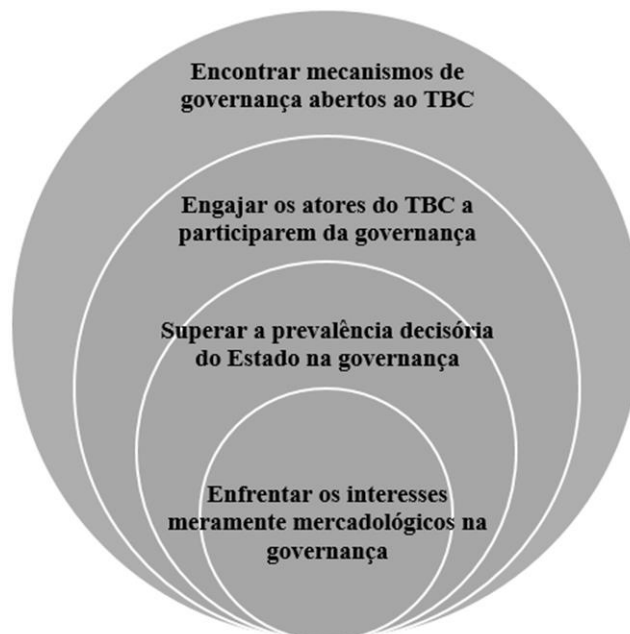 Encontrar mecanismos de
governança abertos ao TBC
Engajar os atores do TBC a
participarem da governança
Superar a prevalência decisória
do Estado na governança
Enfrentar os interesses
meramente mercadológicos na
governança